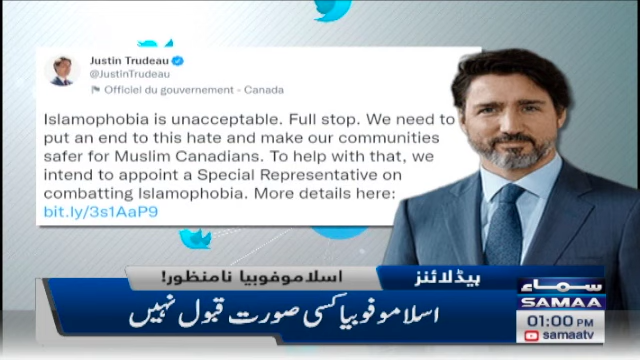 Justin Trudeau
@JustinTrudeau
Officiel du gouvernement - Canada
Islamophobia is unacceptable. Full stop. We need to
put an end to this hate and make our communities
safer for Muslim Canadians. To help with that, we
intend to appoint a Special Representative on
combatting Islamophobia. More details here:
bit.ly/3s1AaP9
ہیڈلائنز
اسلاموفوبیا نامنظور!
اسلاموفوبیا کسی صورت قبول نہیں
سماء
SAMAA
01:00 PM
samaatv